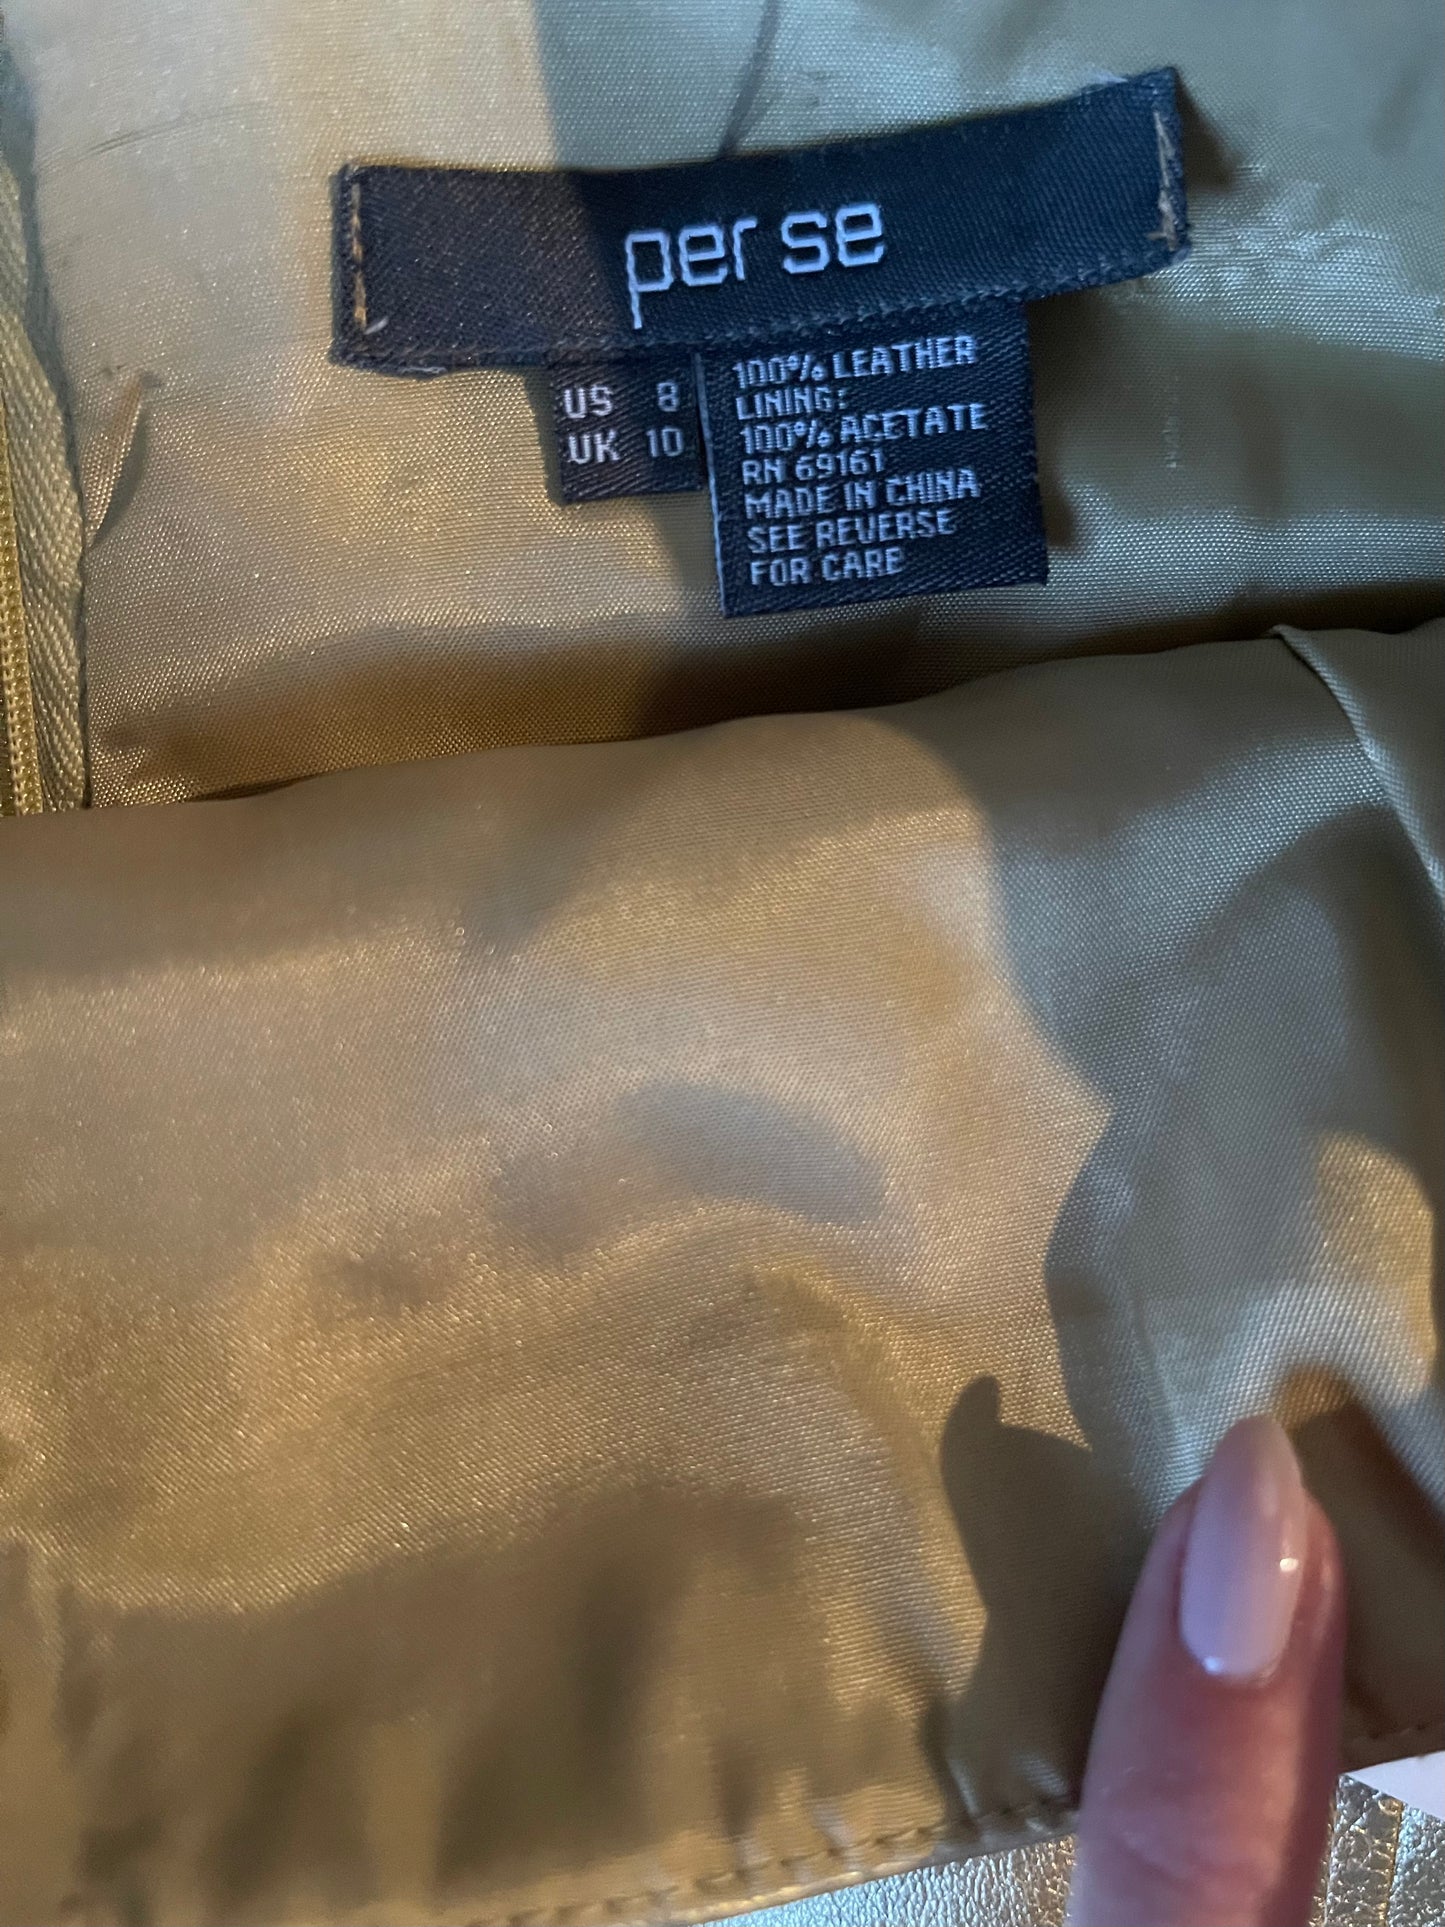 per se
US 8
UK 10
100% LEATHER
LINING:
100% ACETATE
RN 69161
MADE IN CHINA
SEE REVERSE
FOR CARE